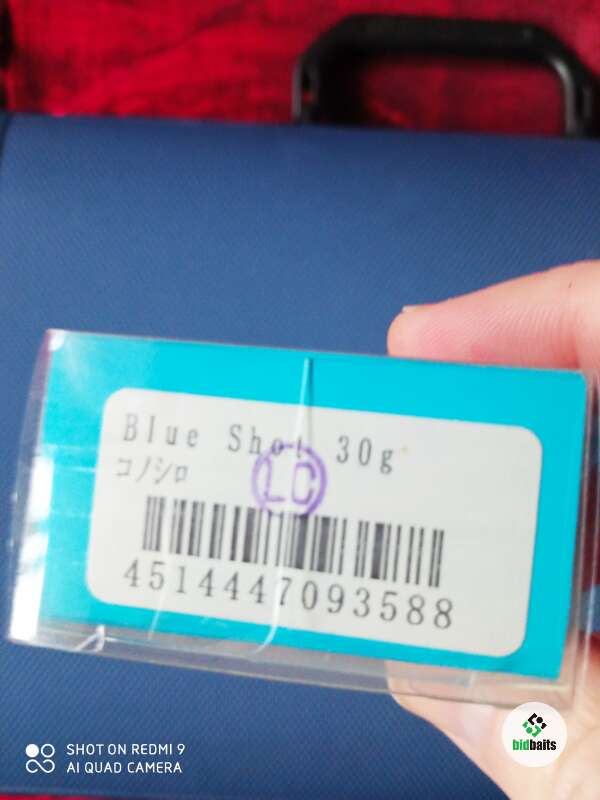 Blue Shot 30g
コノシロ
LC
4514447093588
bidbaits
SHOT ON REDMI 9
AI QUAD CAMERA